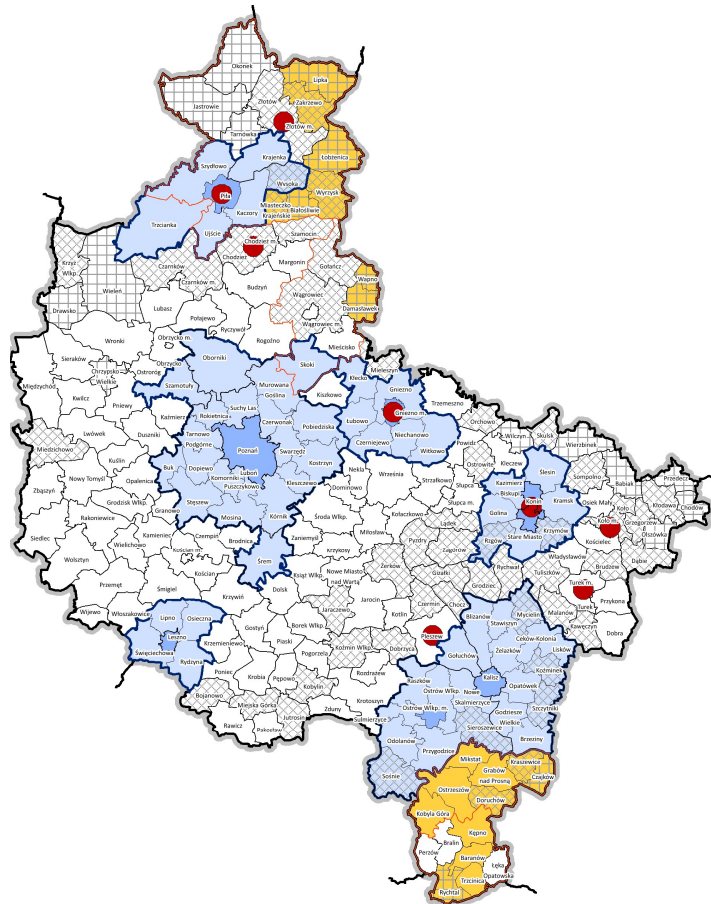 Okonek
Lipka
Jastrowie
Złotów
Zakrzewo
Złotów m.
Tarnówka
Krajenka
Łobżenica
Szydłowo
Wysoka
Piła
Wyrzysk
Miasteczko
Krajeńskie
Białośliwie
Kaczory
Trzcianka
Ujście
Szamocin
Chodzież m.
Chodzież
Margonin
Gołańcz
Czarnków
Krzyż
Wlkp.
Czarnków m.
Wapno
Wieleń
Budzyń
Wągrowiec
Damasławek
Drawsko
Lubasz
Połajewo
Ryczywół
Wągrowiec m.
Rogoźno
Mieścisko
Wronki
Obrzycko m.
Oborniki
Sieraków
Obrzycko
Skoki
Mieleszyn
Chrzypsko
Wielkie
Ostroróg
Kłecko
Międzychód
Szamotuły
Murowana
Goślina
Gniezno
Kiszkowo
Trzemeszno
Kwilcz
Pniewy
Suchy Las
Rokietnica
Kaźmierz
Gniezno m.
Orchowo
Czerwonak
Pobiedziska
Łubowo
Lwówek
Duszniki
Tarnowo
Podgórne
Niechanowo
Wilczyn
Skulsk
Czerniejewo
Powidz
Wierzbinek
Miedzichowo
Poznań
Swarzędz
Witkowo
Kleczew
Kuślin
Buk
Dopiewo
Luboń
Kostrzyn
Ostrowite
Ślesin
Sompolno
Przedecz
Zbąszyń
Nowy Tomyśl
Opalenica
Komorniki
Puszczykowo
Kleszczewo
Nekla
Września
Strzałkowo
Słupca
Kazimierz
Biskupi
Babiak
Osiek Mały
Grodzisk Wlkp.
Stęszew
Dominowo
Słupca m.
Konin
Kramsk
Koło
Kłodawa
Chodów
Rakoniewice
Granowo
Mosina
Kórnik
Środa Wlkp.
Kołaczkowo
Golina
Koło m.
Grzegorzew
Olszówka
Siedlec
Kamieniec
Czempiń
Brodnica
Zaniemyśl
Miłosław
Lądek
Stare Miasto
Krzymów
Kościelec
Wielichowo
Kościan m.
Pyzdry
Rzgów
Dąbie
Wolsztyn
Krzykosy
Zagórów
Władysławów
Brudzew
Przemęt
Kościan
Śrem
Książ Wlkp.
Nowe Miasto
nad Wartą
Żerków
Gizałki
Rychwał
Tuliszków
Śmigiel
Dolsk
Grodziec
Turek m.
Turek
Przykona
Wijewo
Włoszakowice
Krzywiń
Jaraczewo
Jarocin
Czermin
Chocz
Malanów
Lipno
Osieczna
Gostyń
Borek Wlkp.
Kotlin
Blizanów
Mycielin
Stawiszyn
Kawęczyn
Dobra
Leszno
Święciechowa
Krzemieniewo
Piaski
Koźmin Wlkp.
Dobrzyca
Pleszew
Ceków-Kolonia
Pogorzela
Gołuchów
Żelazków
Lisków
Rydzyna
Poniec
Krobia
Pępowo
Rozdrażew
Raszków
Kalisz
Koźminek
Bojanowo
Kobylin
Krotoszyn
Ostrów Wlkp.
Nowe
Skalmierzyce
Opatówek
Miejska Górka
Jutrosin
Zduny
Sulmierzyce
Ostrów Wlkp. m.
Godziesze
Wielkie
Szczytniki
Rawicz
Pakosław
Sieroszewice
Odolanów
Przygodzice
Brzeziny
Sośnie
Mikstat
Kraszewice
Grabów
nad Prosną
Czajków
Ostrzeszów
Doruchów
Kobyla Góra
Kępno
Bralin
Perzów
Baranów
Łęka
Opatowska
Trzcinica
Rychtal